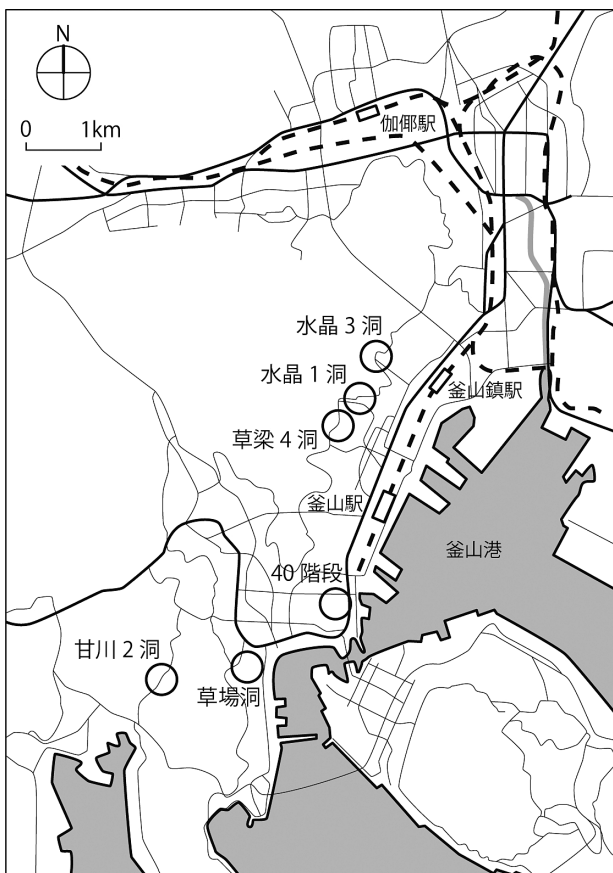 N
0 1km
伽倻駅
水晶 3 洞
水晶 1 洞
釜山鎮駅
草梁 4 洞
釜山駅
釜山港
40 階段
甘川 2 洞
草場洞